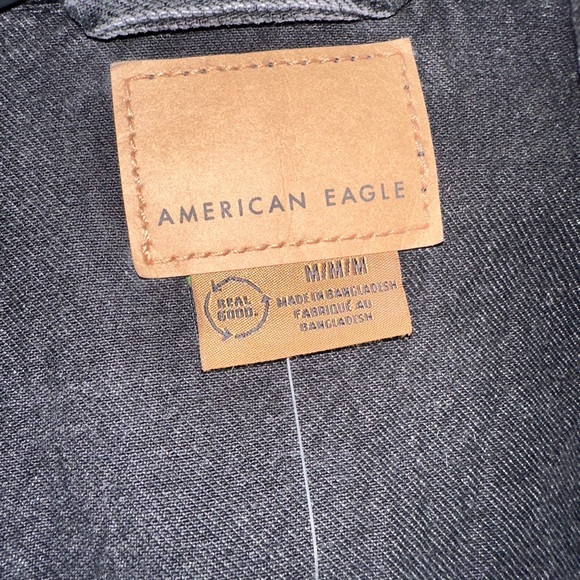 AMERICAN EAGLE
REAL
GOOD.
M/M/M
MADE IN BANGLADESH
FABRIQUÉ AU
BANGLADESH